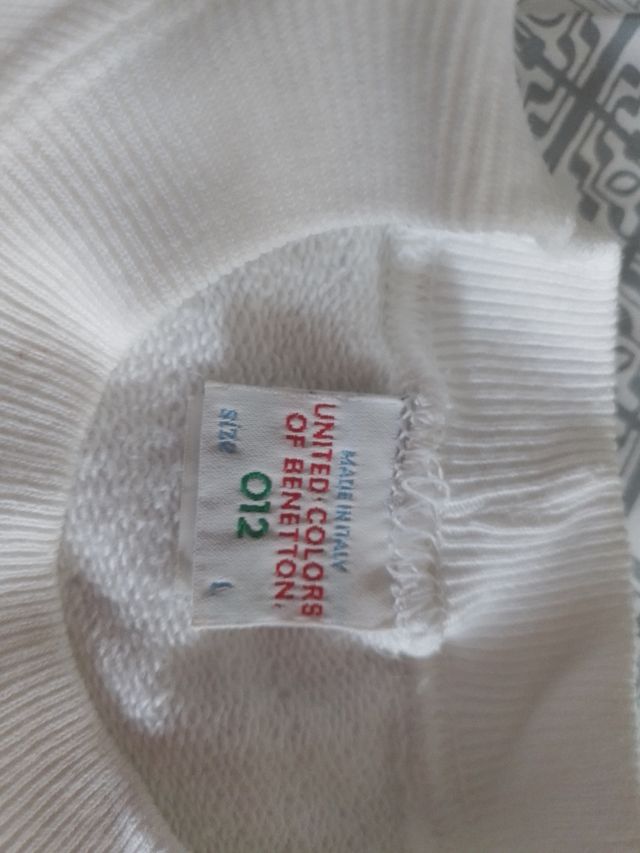 MADE IN ITALY
UNITED COLORS
OF BENETTON.
012
size L